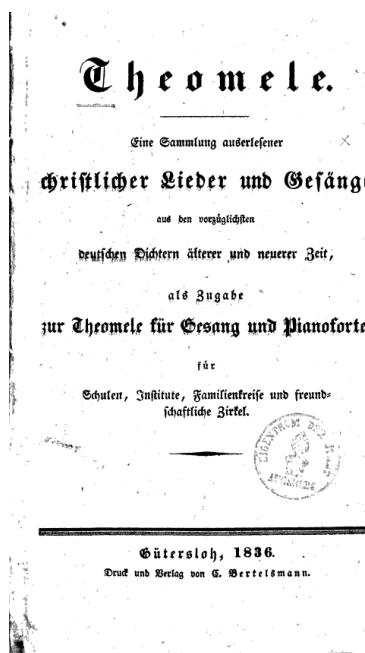 Theomele.
Eine Sammlung auserlesener
christlicher Lieder und Gesänge
aus den vorzüglichsten
deutschen Dichtern älterer und neuerer Zeit,
als Zugabe
zur Theomele für Gesang und Pianoforte
für
Schulen, Institute, Familienkreise und freund-
schaftliche Zirkel.
EIGENTHUM DER
Gütersloh, 1836.
Druck und Verlag von C. Bertelsmann.